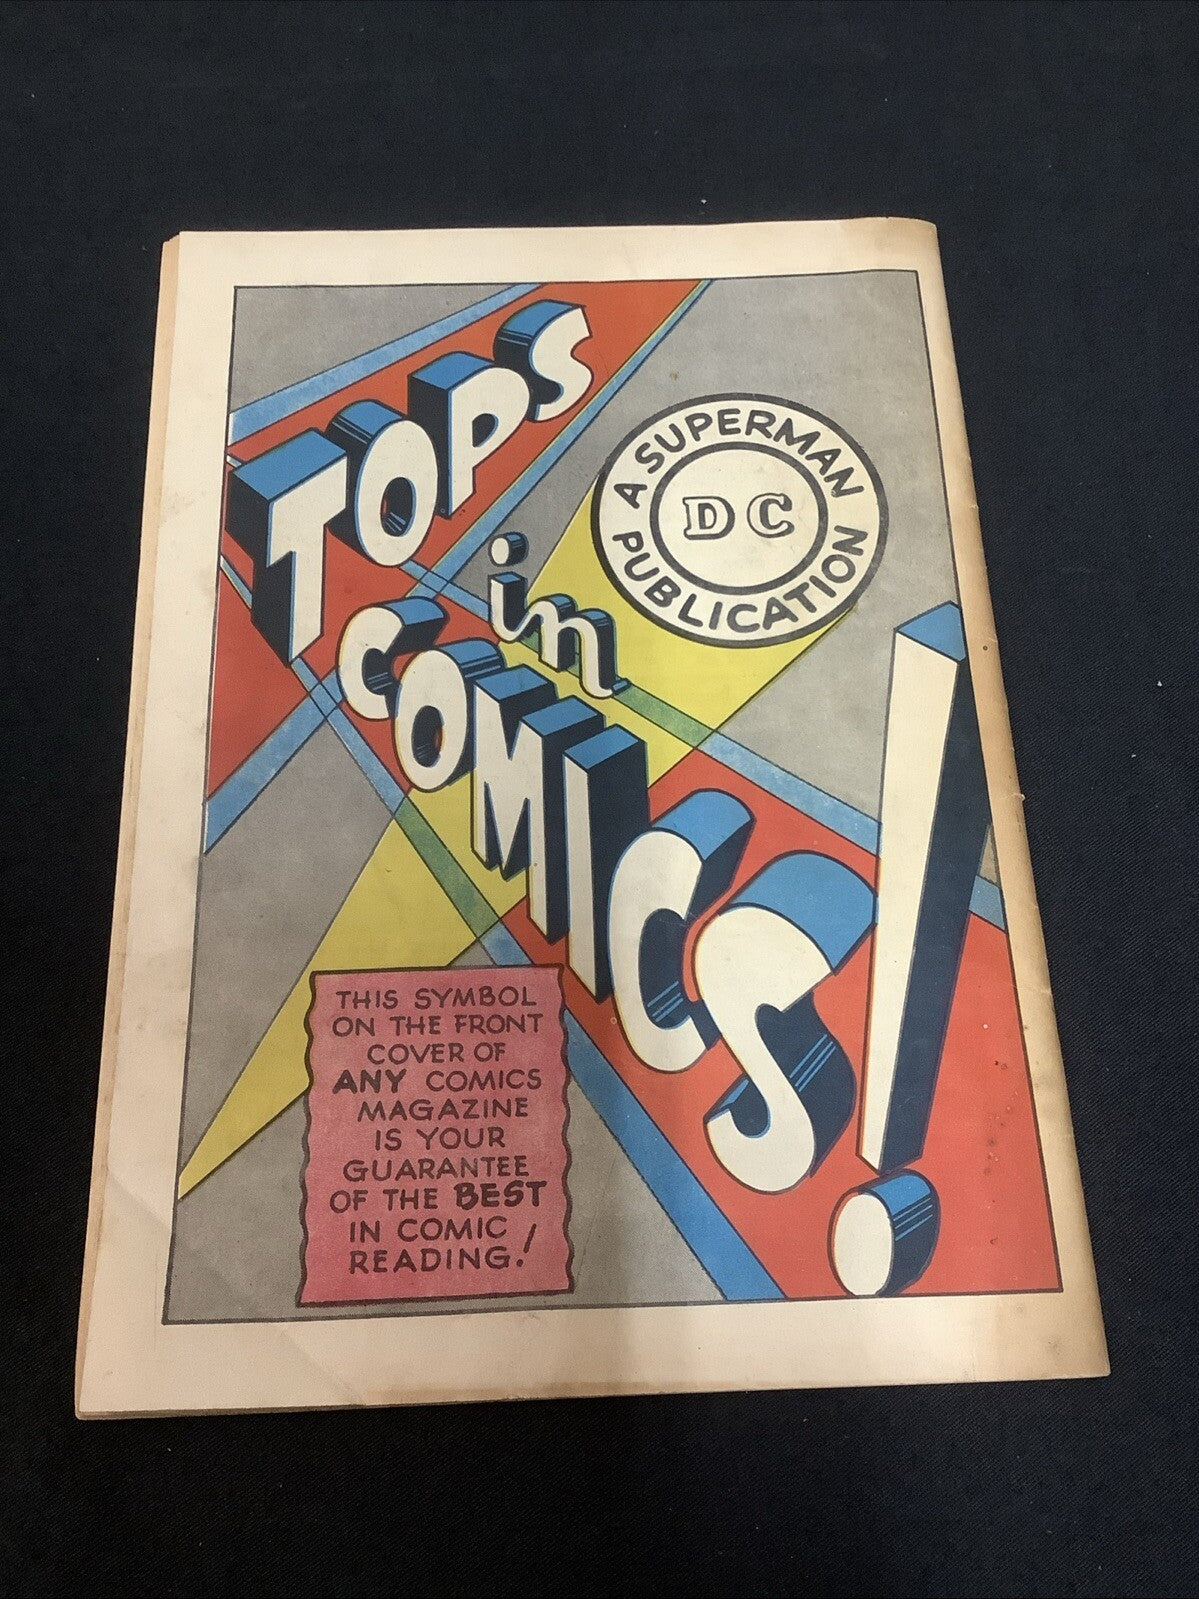 TOPS
in
COMICS!
A SUPERMAN
DC
PUBLICATION
THIS SYMBOL
ON THE FRONT
COVER OF
ANY COMICS
MAGAZINE
IS YOUR
GUARANTEE
OF THE BEST
IN COMIC
READING!